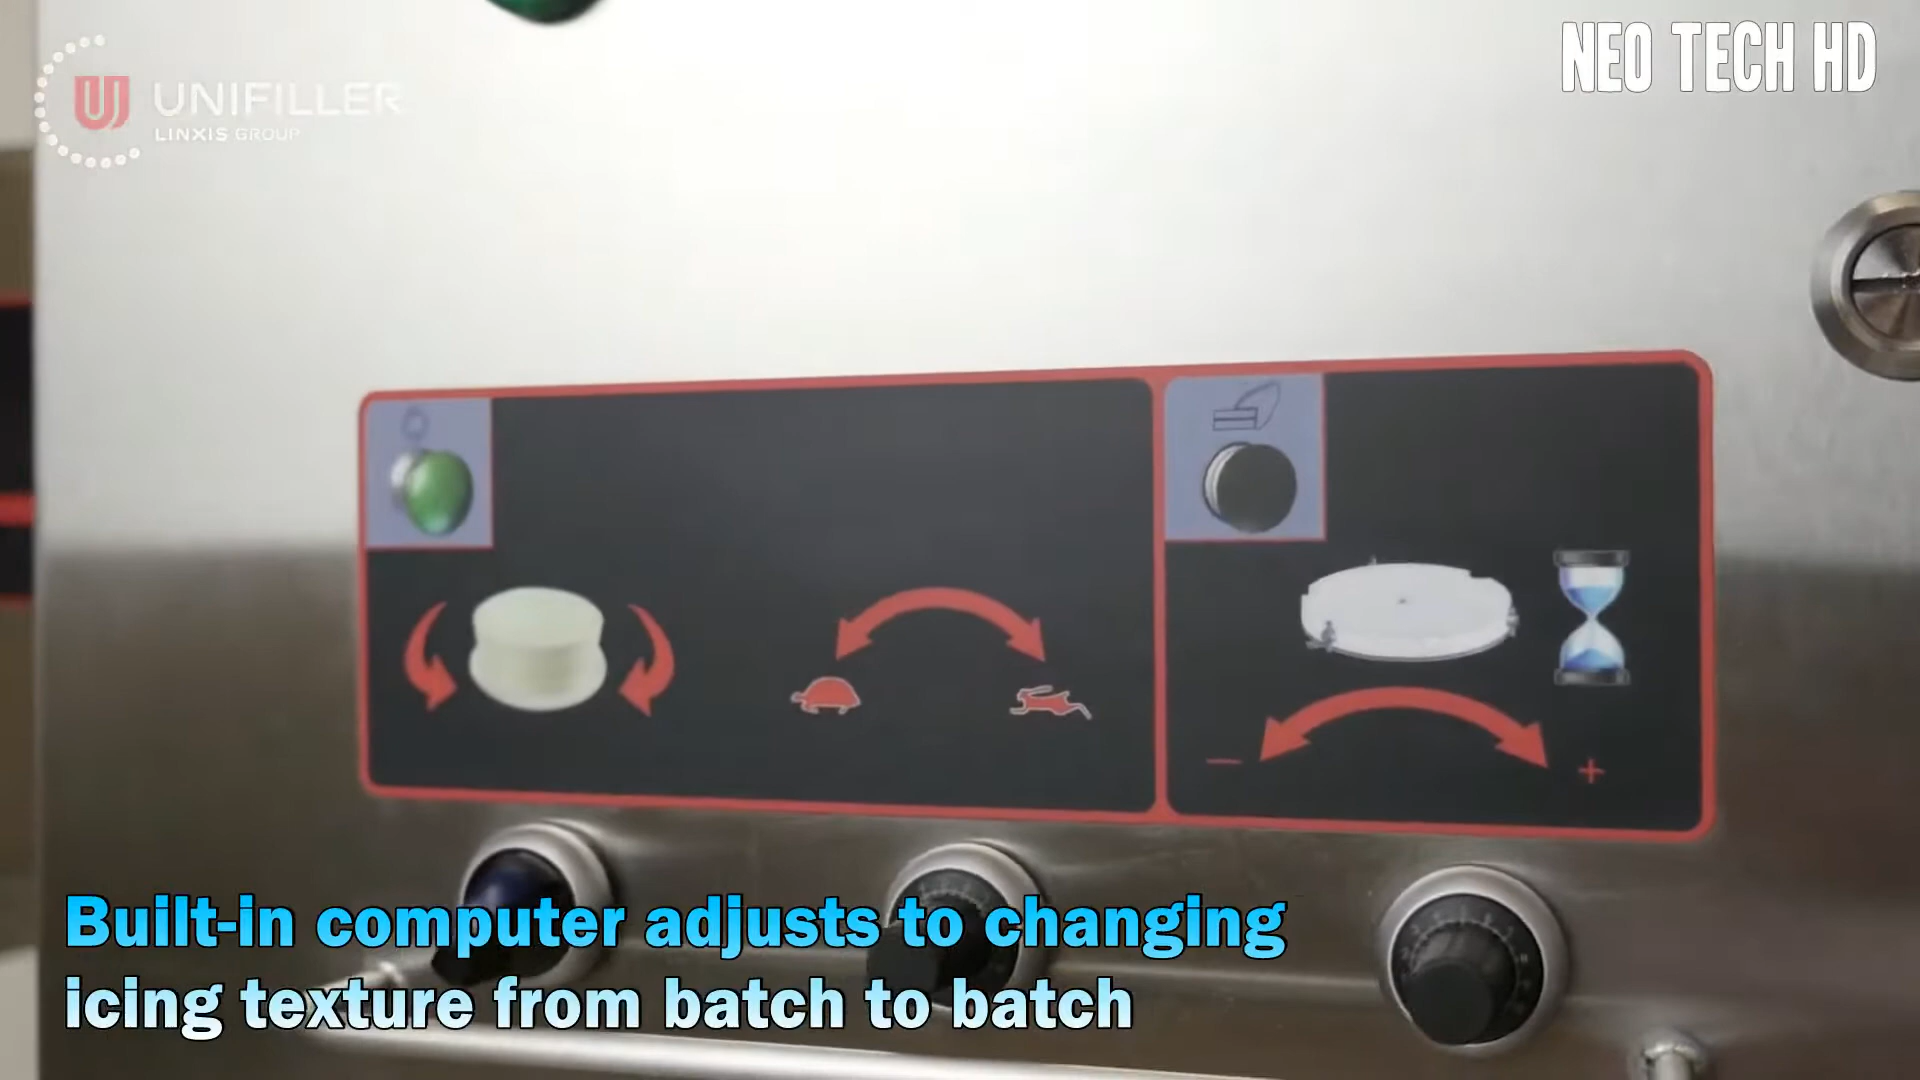 UNIFILLER
LINXIS GROUP
NEO TECH HD
Built-in computer adjusts to changing
icing texture from batch to batch